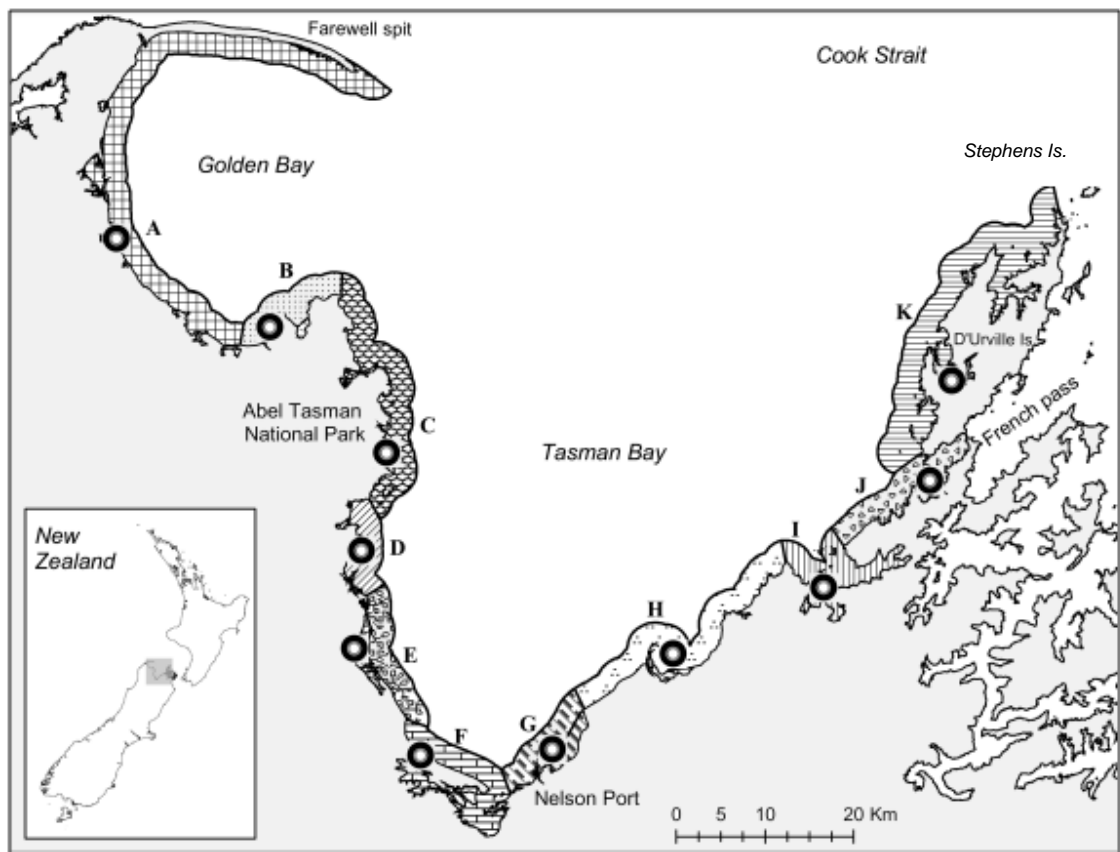 Farewell spit
Cook Strait
Stephens Is.
Golden Bay
A
B
K
D'Urville Is
Abel Tasman
National Park
C
French pass
Tasman Bay
J
New
Zealand
D
I
H
E
G
F
Nelson Port
0 5 10 20 Km